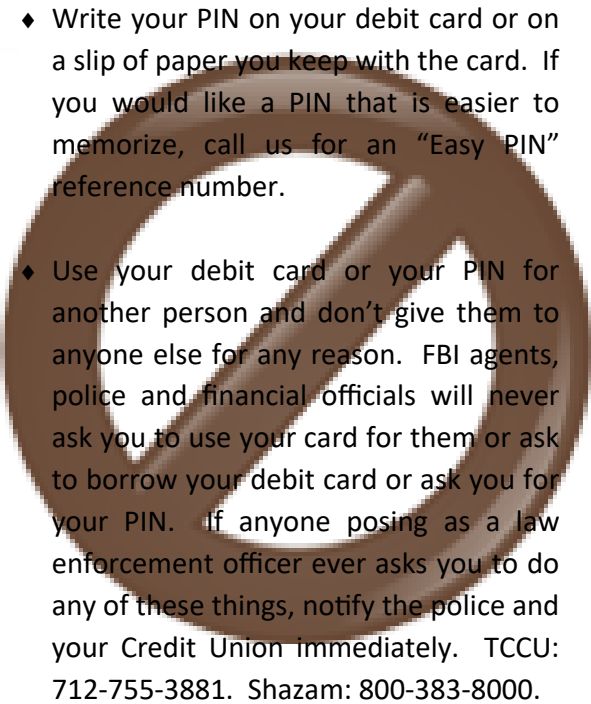 ♦ Write your PIN on your debit card or on
a slip of paper you keep with the card. If
you would like a PIN that is easier to
memorize, call us for an “Easy PIN”
reference number.
♦ Use your debit card or your PIN for
another person and don’t give them to
anyone else for any reason. FBI agents,
police and financial officials will never
ask you to use your card for them or ask
to borrow your debit card or ask you for
your PIN. If anyone posing as a law
enforcement officer ever asks you to do
any of these things, notify the police and
your Credit Union immediately. TCCU:
712-755-3881. Shazam: 800-383-8000.